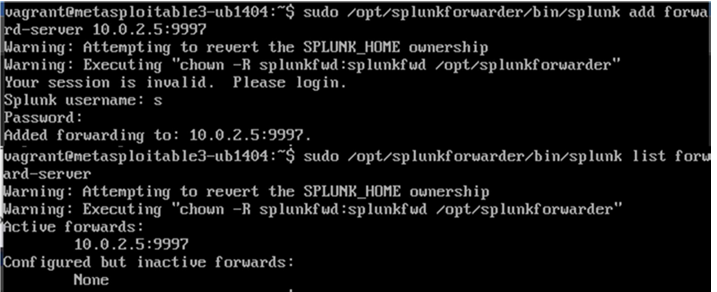 vagrant@metasploitable3-ub1404:~$ sudo /opt/splunkforwarder/bin/splunk add forwa
rd-server 10.0.2.5:9997
Warning: Attempting to revert the SPLUNK_HOME ownership
Warning: Executing "chown -R splunkfwd:splunkfwd /opt/splunkforwarder"
Your session is invalid.  Please login.
Splunk username: s
Password:
Added forwarding to: 10.0.2.5:9997.
vagrant@metasploitable3-ub1404:~$ sudo /opt/splunkforwarder/bin/splunk list forw
ard-server
Warning: Attempting to revert the SPLUNK_HOME ownership
Warning: Executing "chown -R splunkfwd:splunkfwd /opt/splunkforwarder"
Active forwards:
        10.0.2.5:9997
Configured but inactive forwards:
        None